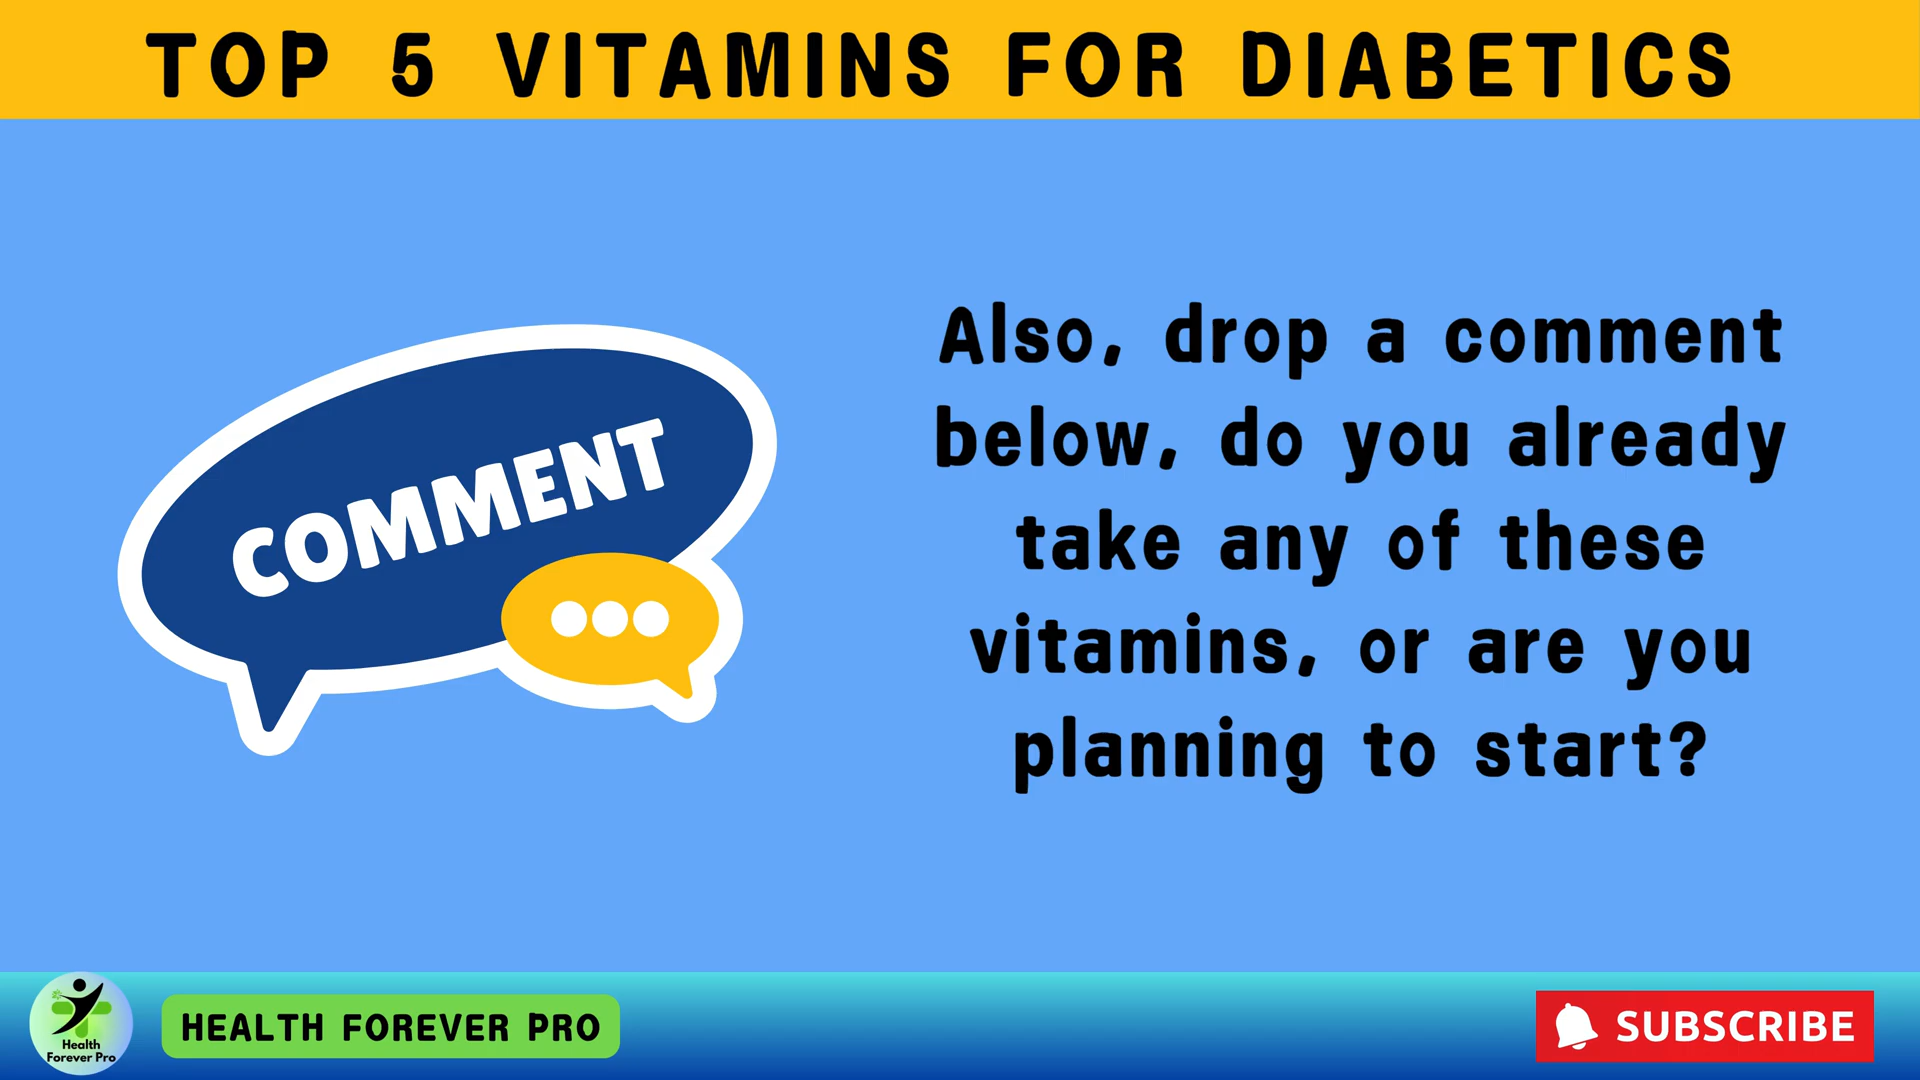 TOP 5 VITAMINS FOR DIABETICS
COMMENT
Also, drop a comment
below, do you already
take any of these
vitamins, or are you
planning to start?
Health
Forever Pro
HEALTH FOREVER PRO
SUBSCRIBE